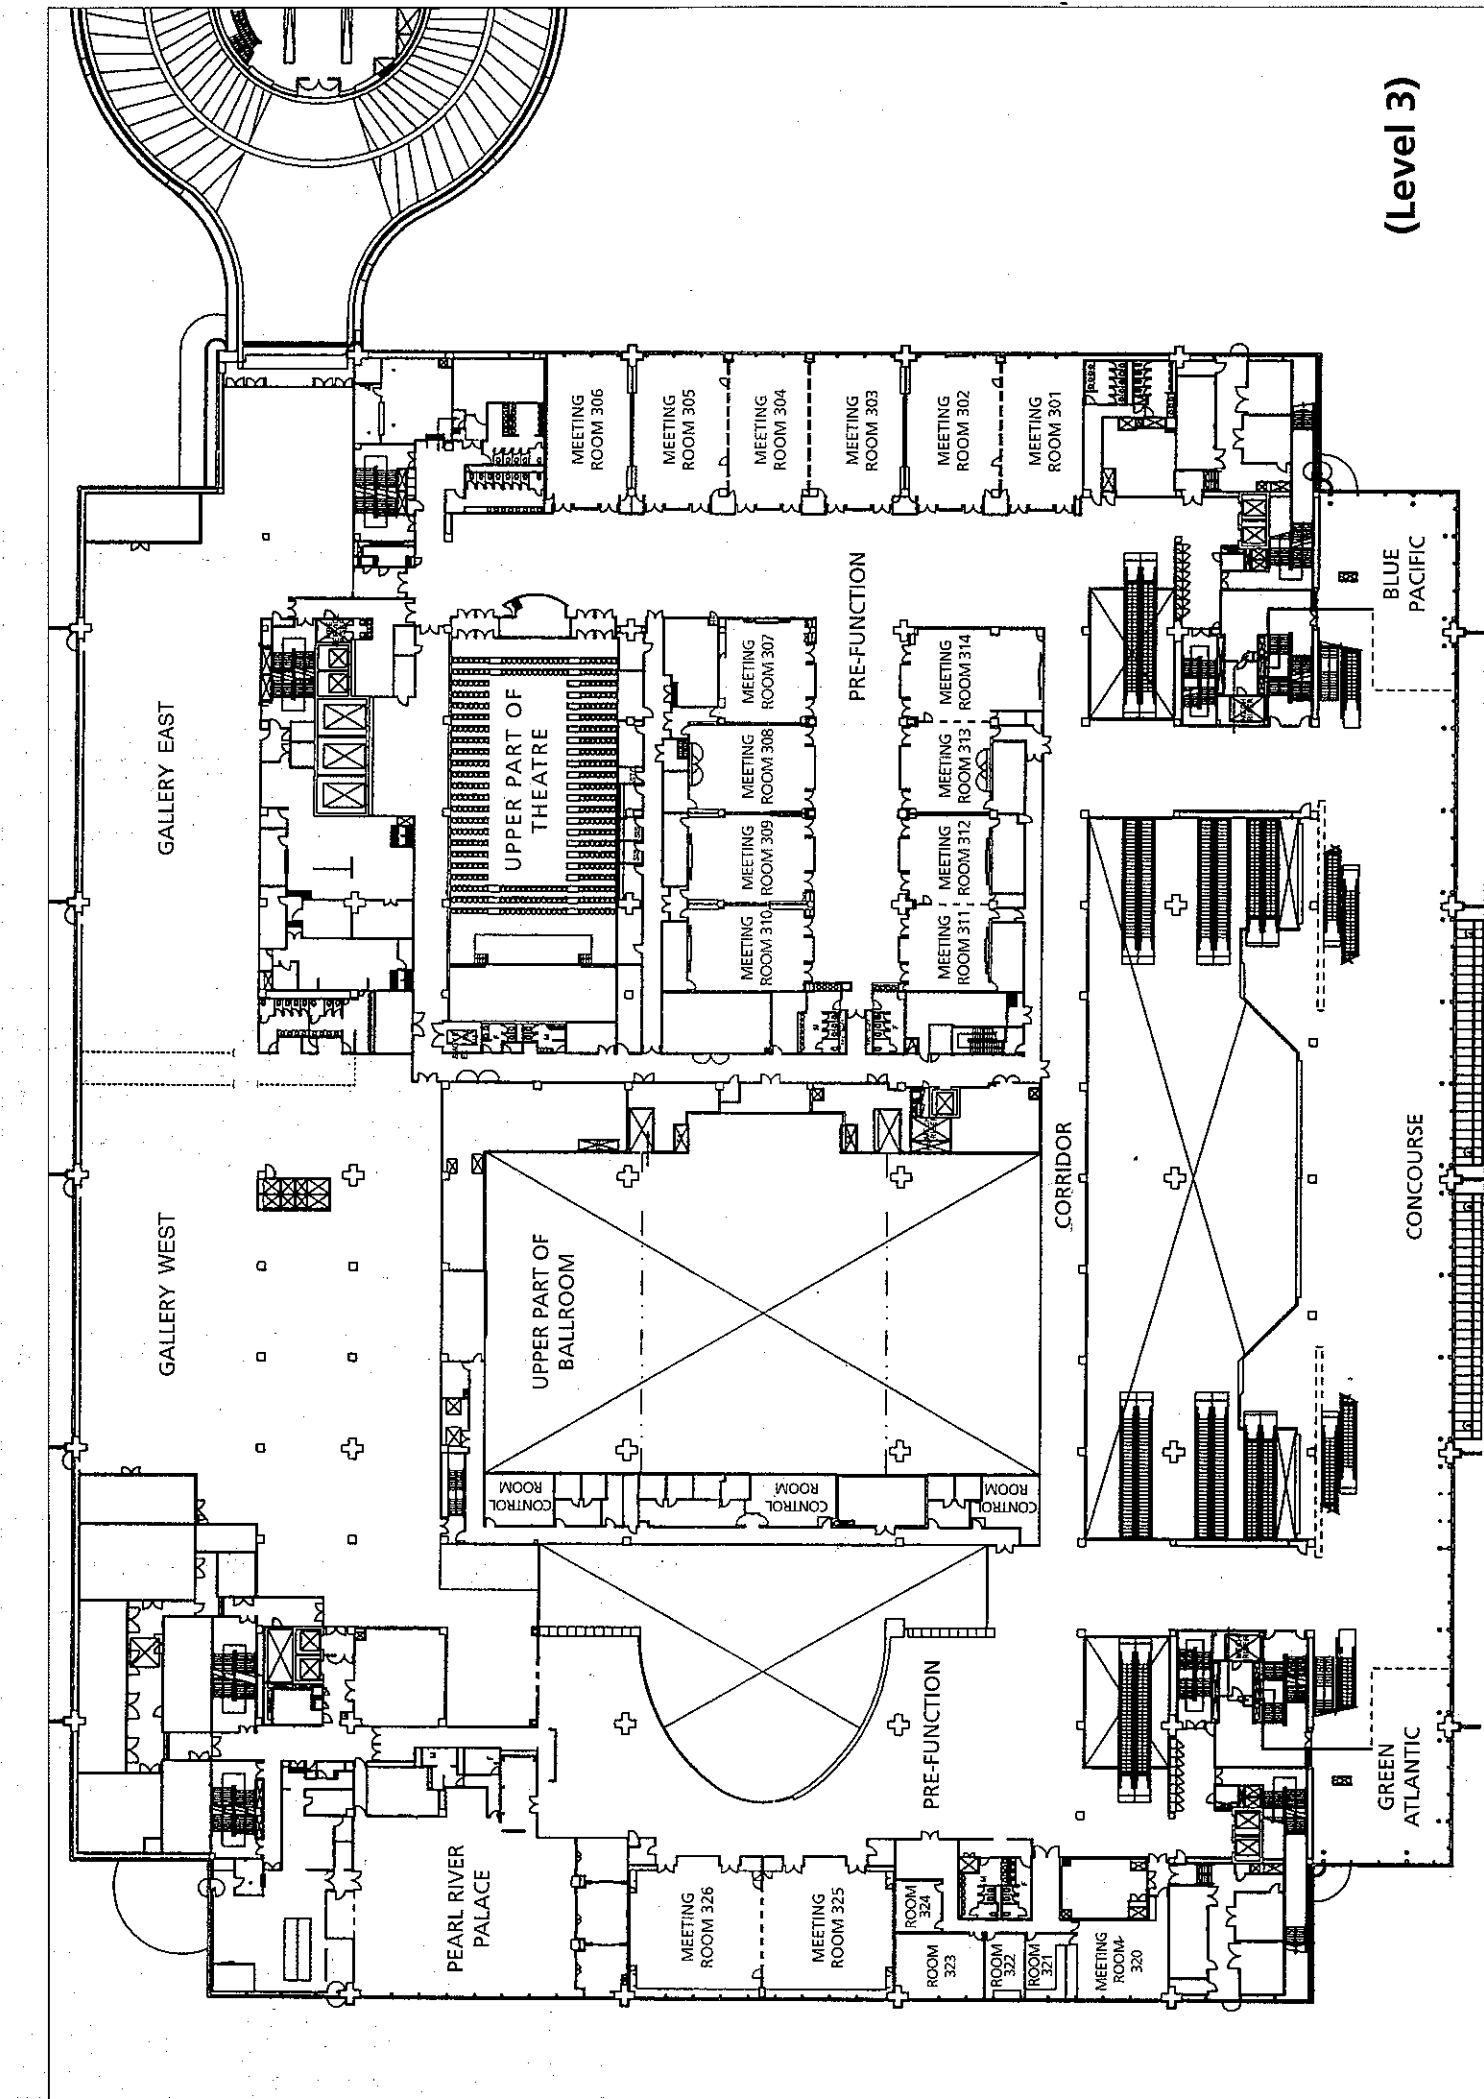 (Level 3)
MEETING
ROOM 306
MEETING
ROOM 305
MEETING
ROOM 304
MEETING
ROOM 303
MEETING
ROOM 302
MEETING
ROOM 301
BLUE
PACIFIC
PRE-FUNCTION
GALLERY EAST
UPPER PART OF
THEATRE
MEETING
ROOM 307
MEETING
ROOM 308
MEETING
ROOM 309
MEETING
ROOM 310
MEETING
ROOM 314
MEETING
ROOM 313
MEETING
ROOM 312
MEETING
ROOM 311
GALLERY WEST
UPPER PART OF
BALLROOM
CORRIDOR
CONCOURSE
CONTROL
ROOM
CONTROL
ROOM
CONTROL
ROOM
PRE-FUNCTION
GREEN
ATLANTIC
PEARL RIVER
PALACE
MEETING
ROOM 326
MEETING
ROOM 325
ROOM
324
ROOM
323
ROOM
322
ROOM
321
MEETING
ROOM
320